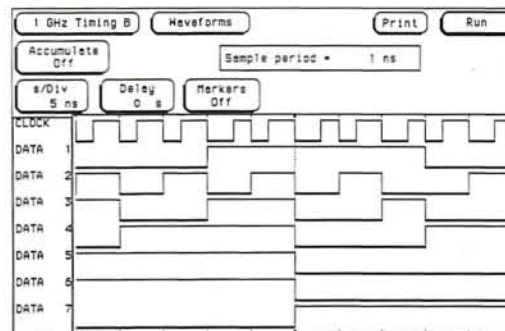 1 GHz Timing B Waveforms Print Run
Accumulate
Off
Sample period = 1 ns
s/Div
5 ns
Delay
0 s
Markers
Off
CLOCK
DATA 1
DATA 2
DATA 3
DATA 4
DATA 5
DATA 6
DATA 7